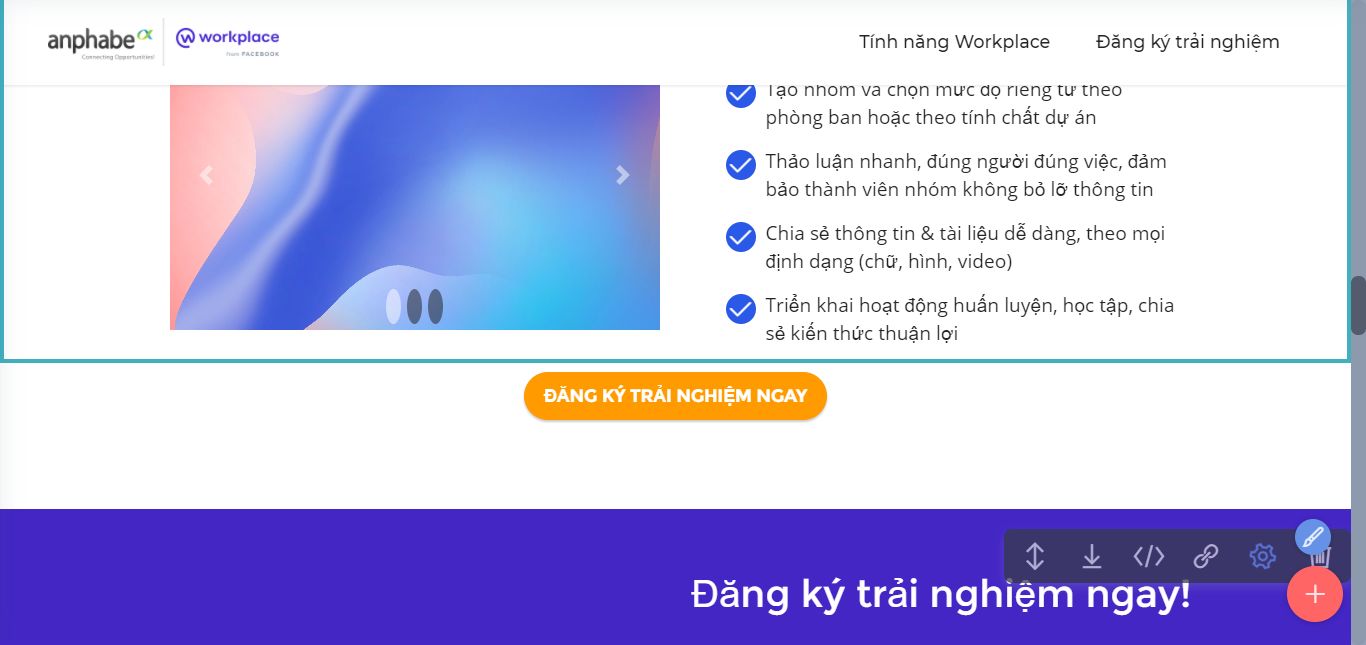 anphabe
Connecting Opportunities!
workplace
from FACEBOOK
Tính năng Workplace
Đăng ký trải nghiệm
Tạo nhóm và chọn mức độ riêng tư theo
phòng ban hoặc theo tính chất dự án
Thảo luận nhanh, đúng người đúng việc, đảm
bảo thành viên nhóm không bỏ lỡ thông tin
Chia sẻ thông tin & tài liệu dễ dàng, theo mọi
định dạng (chữ, hình, video)
Triển khai hoạt động huấn luyện, học tập, chia
sẻ kiến thức thuận lợi
ĐĂNG KÝ TRẢI NGHIỆM NGAY
Đăng ký trải nghiệm ngay!